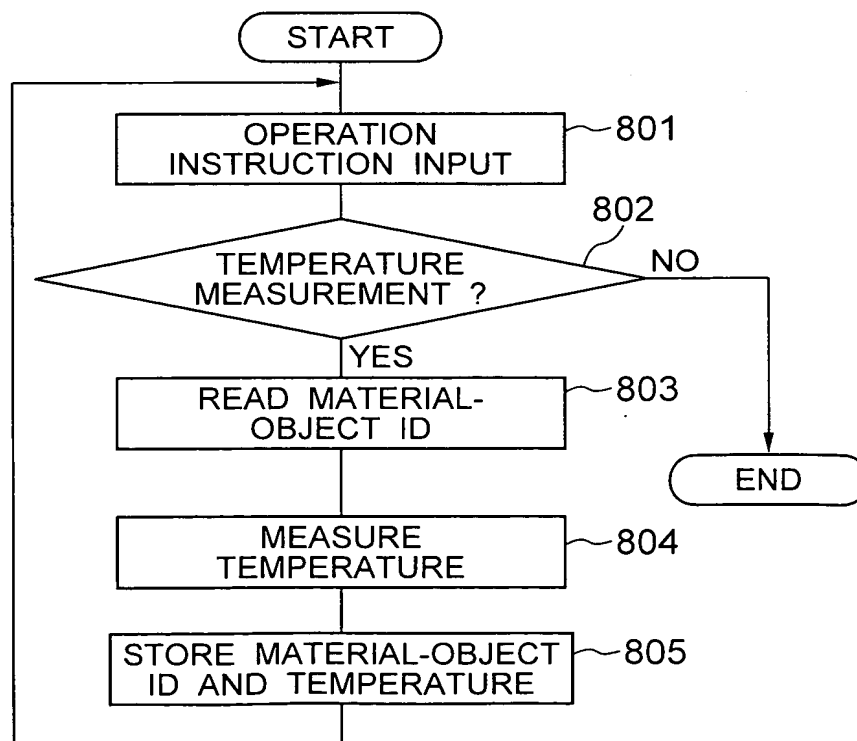 START
OPERATION
INSTRUCTION INPUT
801
802
TEMPERATURE
MEASUREMENT ?
NO
YES
READ MATERIAL-
OBJECT ID
803
END
MEASURE
TEMPERATURE
804
STORE MATERIAL-OBJECT
ID AND TEMPERATURE
805